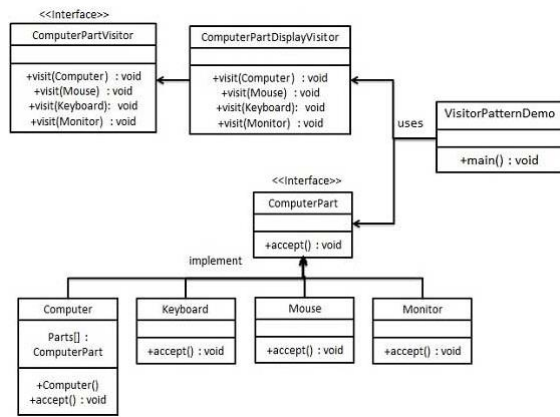 <<Interface>>
ComputerPartVisitor
+visit(Computer) : void
+visit(Mouse) : void
+visit(Keyboard): void
+visit(Monitor) : void
ComputerPartDisplayVisitor
+visit(Computer) : void
+visit(Mouse) : void
+visit(Keyboard): void
+visit(Monitor) : void
uses
VisitorPatternDemo
+main() : void
<<Interface>>
ComputerPart
+accept() : void
implement
Computer
Parts[] :
ComputerPart
+Computer()
+accept() : void
Keyboard
+accept() : void
Mouse
+accept() : void
Monitor
+accept() : void